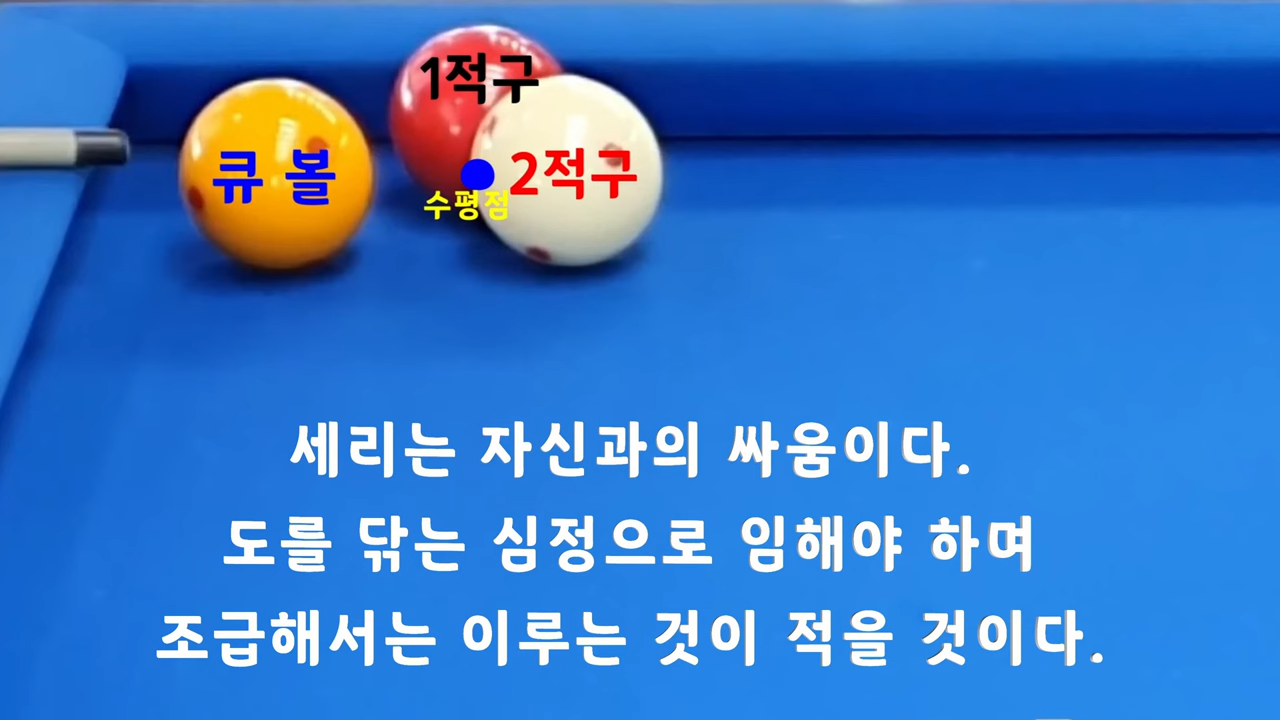 1적구
큐 볼
2적구
수평점
세리는 자신과의 싸움이다.
도를 닦는 심정으로 임해야 하며
조급해서는 이루는 것이 적을 것이다.